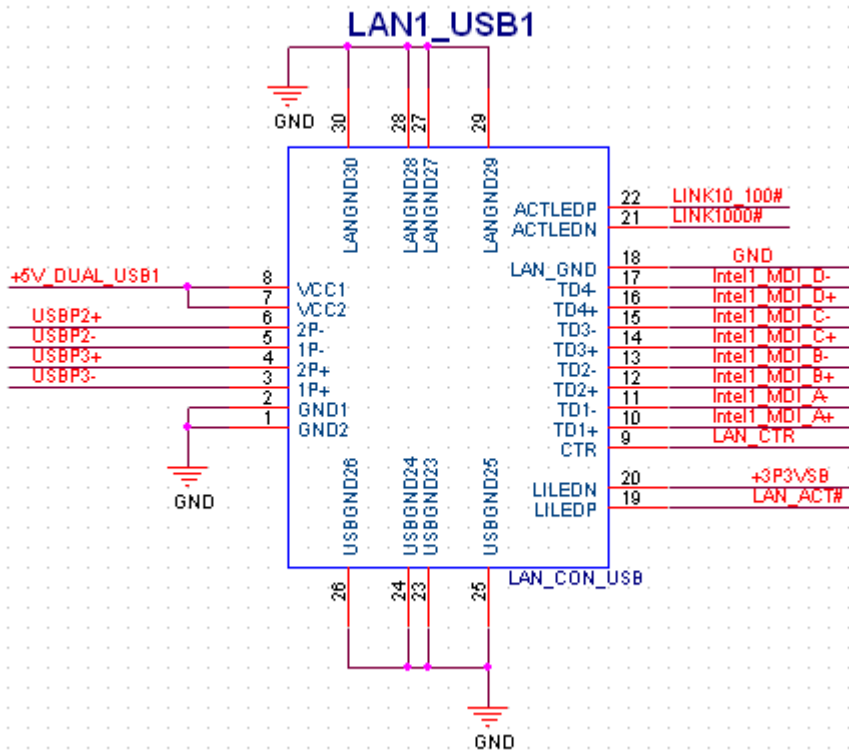 LAN1_USB1
GND
30
28
27
29
LANGND30
LANGND28
LANGND27
LANGND29
ACTLEDP 22 LINK10_100#
ACTLEDN 21 LINK1000#
LAN_GND 18 GND
TD4- 17 Intel1_MDI_D-
TD4+ 16 Intel1_MDI_D+
TD3- 15 Intel1_MDI_C-
TD3+ 14 Intel1_MDI_C+
TD2- 13 Intel1_MDI_B-
TD2+ 12 Intel1_MDI_B+
TD1- 11 Intel1_MDI_A-
TD1+ 10 Intel1_MDI_A+
CTR 9 LAN_CTR
LILEDN 20 +3P3VSB
LILEDP 19 LAN_ACT#
+5V_DUAL_USB1 8 VCC1
7 VCC2
USBP2+ 6 2P-
USBP2- 5 1P-
USBP3+ 4 2P+
USBP3- 3 1P+
2 GND1
1 GND2
GND
USBGND26
USBGND24
USBGND23
USBGND25
LAN_CON_USB
26
24
23
25
GND